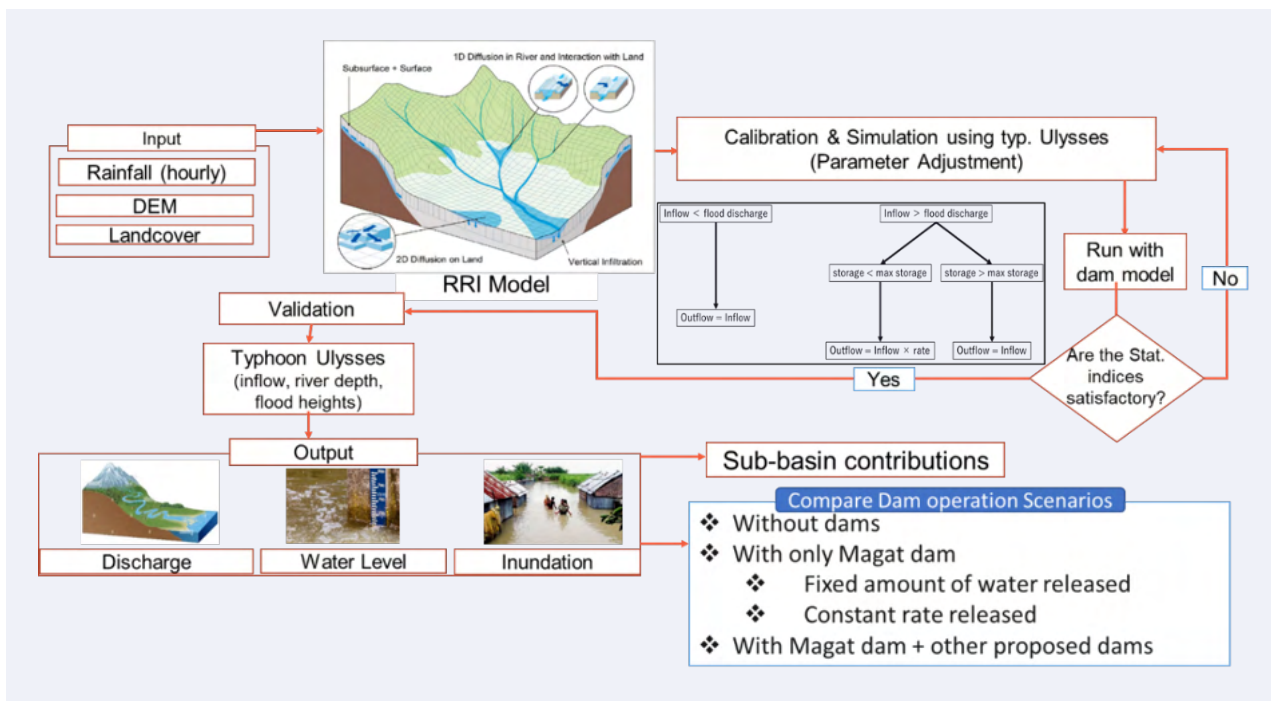 Input
Rainfall (hourly)
DEM
Landcover
Subsurface + Surface
1D Diffusion in River and Interaction with Land
2D Diffusion on Land
Vertical Infiltration
RRI Model
Calibration & Simulation using typ. Ulysses
(Parameter Adjustment)
Inflow < flood discharge
Outflow = Inflow
Inflow > flood discharge
storage < max storage
storage > max storage
Outflow = Inflow × rate
Outflow = Inflow
Run with
dam model
No
Are the Stat.
indices
satisfactory?
Yes
Validation
Typhoon Ulysses
(inflow, river depth,
flood heights)
Output
Discharge
Water Level
Inundation
Sub-basin contributions
Compare Dam operation Scenarios
❖ Without dams
❖ With only Magat dam
❖ Fixed amount of water released
❖ Constant rate released
❖ With Magat dam + other proposed dams